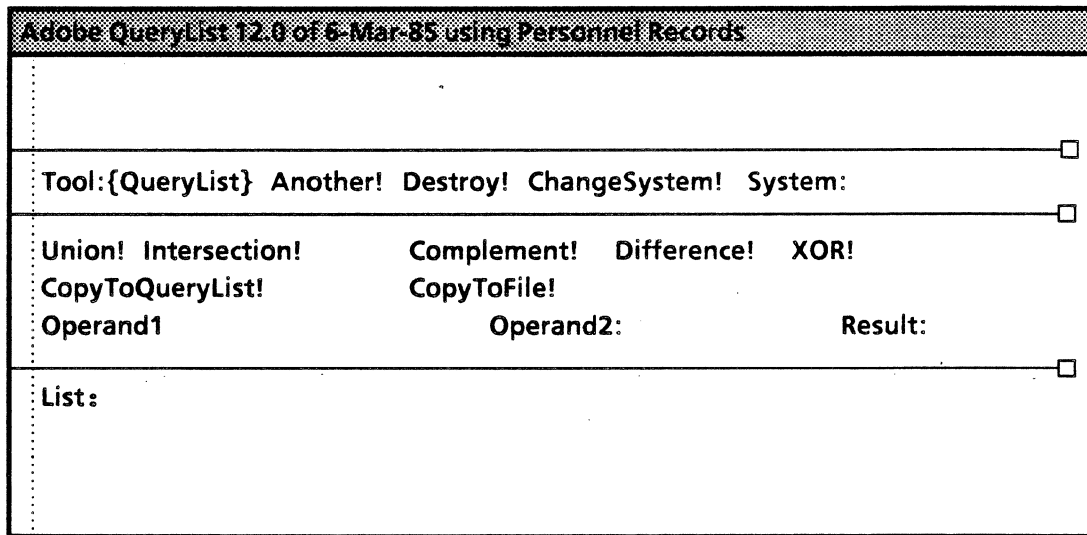 Adobe QueryList 12.0 of 6-Mar-85 using Personnel Records
Tool:{QueryList} Another! Destroy! ChangeSystem! System:
Union! Intersection! Complement! Difference! XOR!
CopyToQueryList! CopyToFile!
Operand1 Operand2: Result:
List: